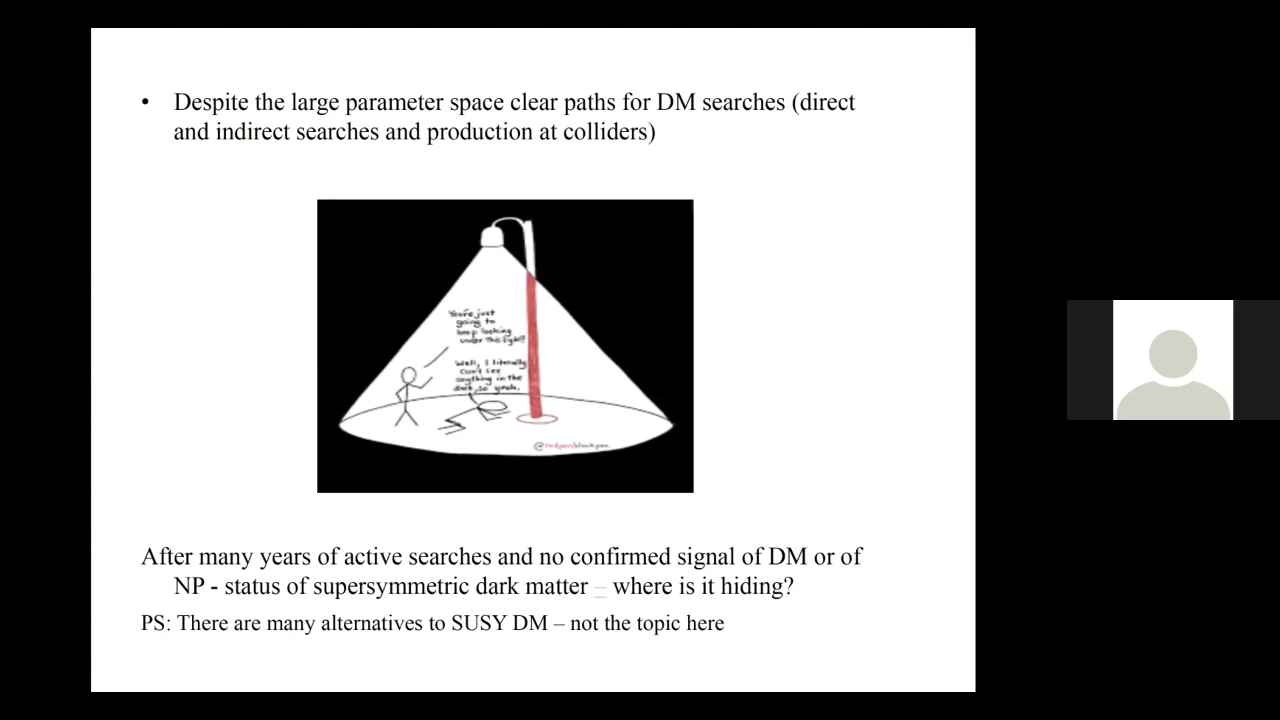 • Despite the large parameter space clear paths for DM searches (direct
and indirect searches and production at colliders)
You're just
going to
keep looking
under the light?
Well, I literally
can't see
anything in the
dark, so yeah.
@redpen/blackpen
After many years of active searches and no confirmed signal of DM or of
NP - status of supersymmetric dark matter – where is it hiding?
PS: There are many alternatives to SUSY DM – not the topic here